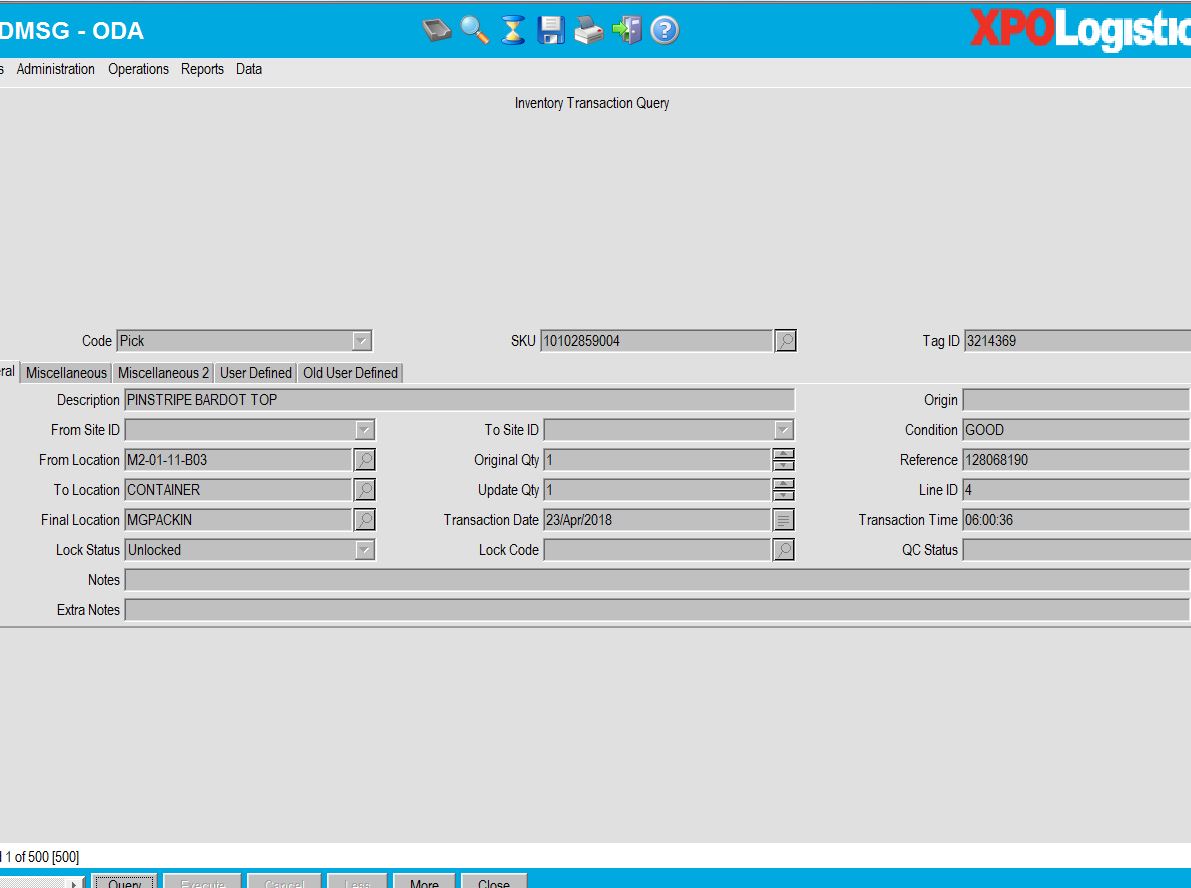 DMSG - ODA
XPOLogistic
s Administration Operations Reports Data
Inventory Transaction Query
Code Pick SKU 10102859004 Tag ID 3214369
eral Miscellaneous Miscellaneous 2 User Defined Old User Defined
Description PINSTRIPE BARDOT TOP Origin
From Site ID To Site ID Condition GOOD
From Location M2-01-11-B03 Original Qty 1 Reference 128068190
To Location CONTAINER Update Qty 1 Line ID 4
Final Location MGPACKIN Transaction Date 23/Apr/2018 Transaction Time 06:00:36
Lock Status Unlocked Lock Code QC Status
Notes
Extra Notes
d 1 of 500 [500]
Query Execute Cancel Less More Close